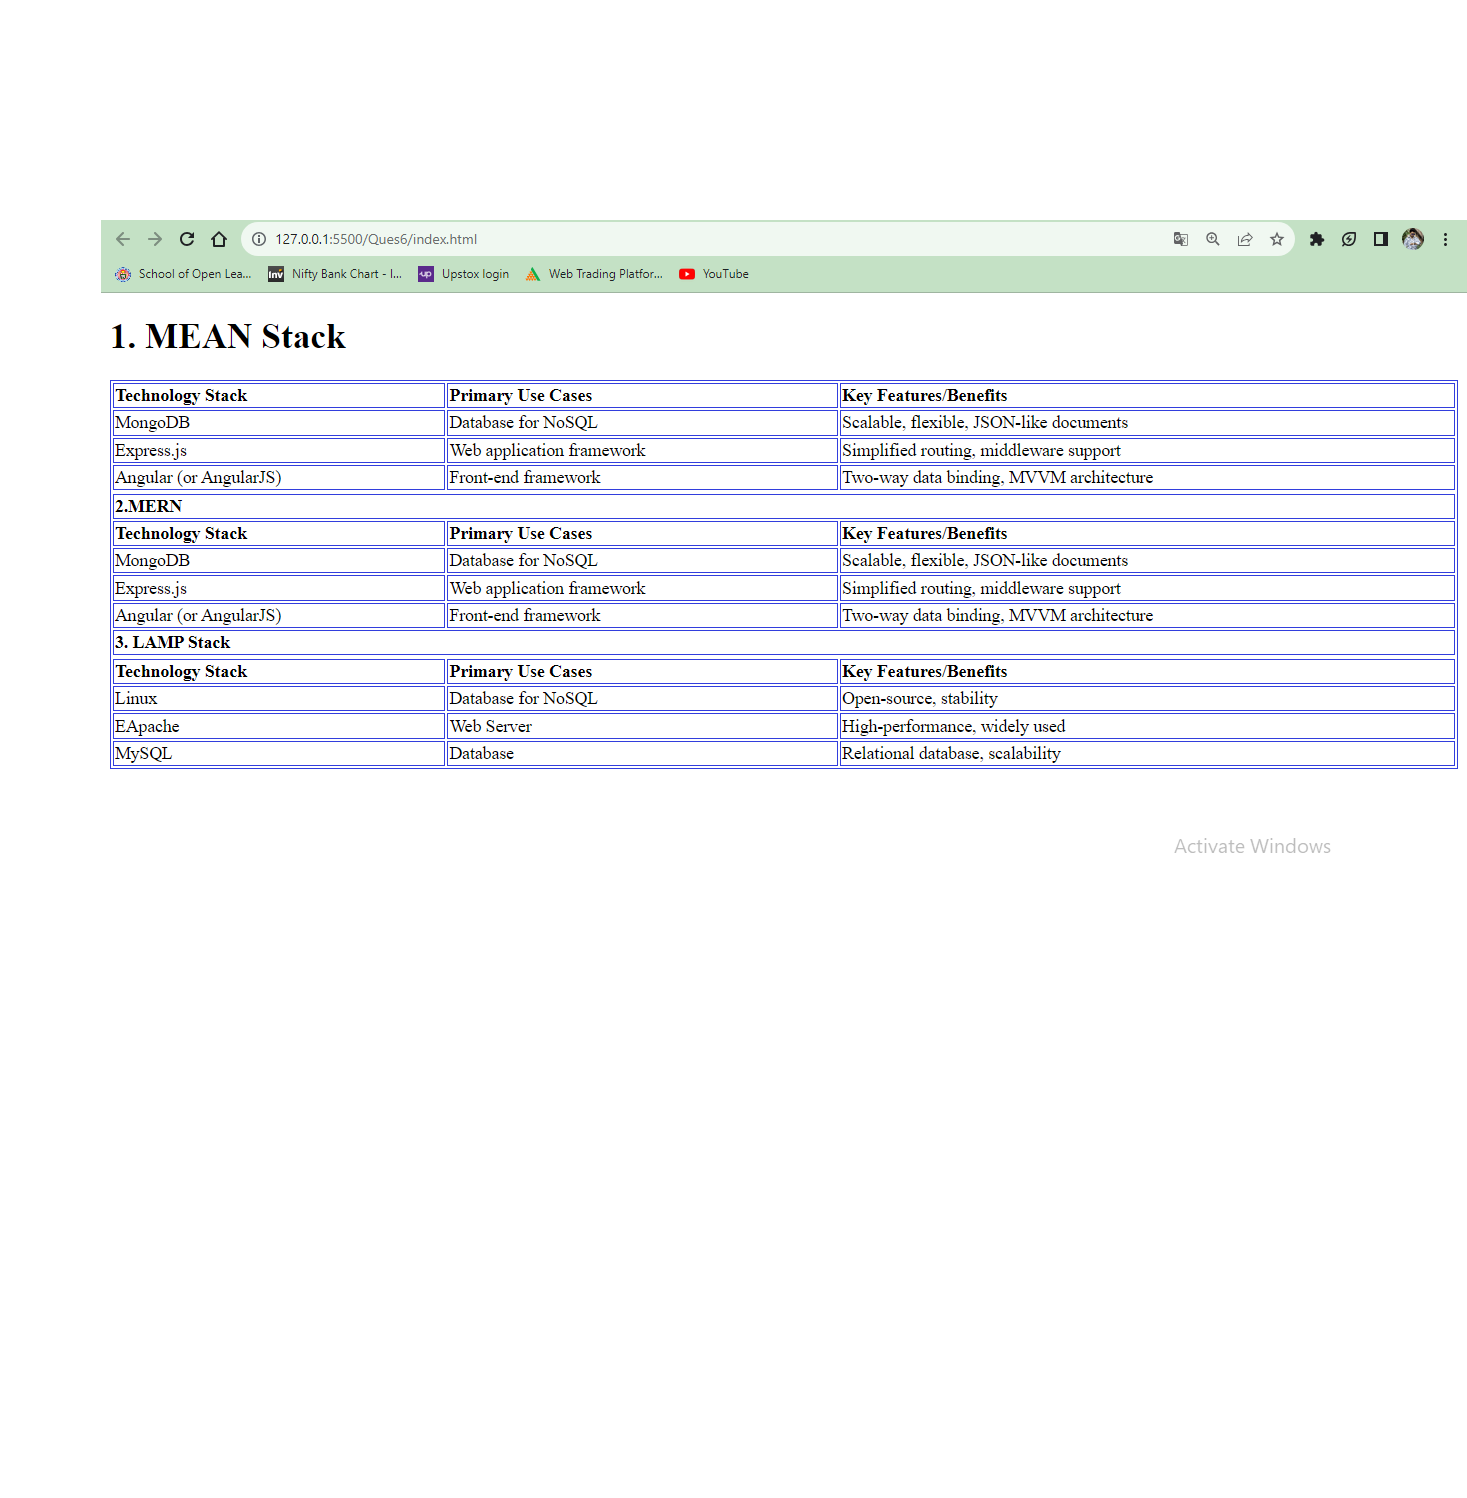 127.0.0.1:5500/Ques6/index.html
School of Open Lea... Nifty Bank Chart - I... Upstox login Web Trading Platfor... YouTube
1. MEAN Stack
Technology Stack Primary Use Cases Key Features/Benefits
MongoDB Database for NoSQL Scalable, flexible, JSON-like documents
Express.js Web application framework Simplified routing, middleware support
Angular (or AngularJS) Front-end framework Two-way data binding, MVVM architecture
2.MERN
Technology Stack Primary Use Cases Key Features/Benefits
MongoDB Database for NoSQL Scalable, flexible, JSON-like documents
Express.js Web application framework Simplified routing, middleware support
Angular (or AngularJS) Front-end framework Two-way data binding, MVVM architecture
3. LAMP Stack
Technology Stack Primary Use Cases Key Features/Benefits
Linux Database for NoSQL Open-source, stability
EApache Web Server High-performance, widely used
MySQL Database Relational database, scalability
Activate Windows